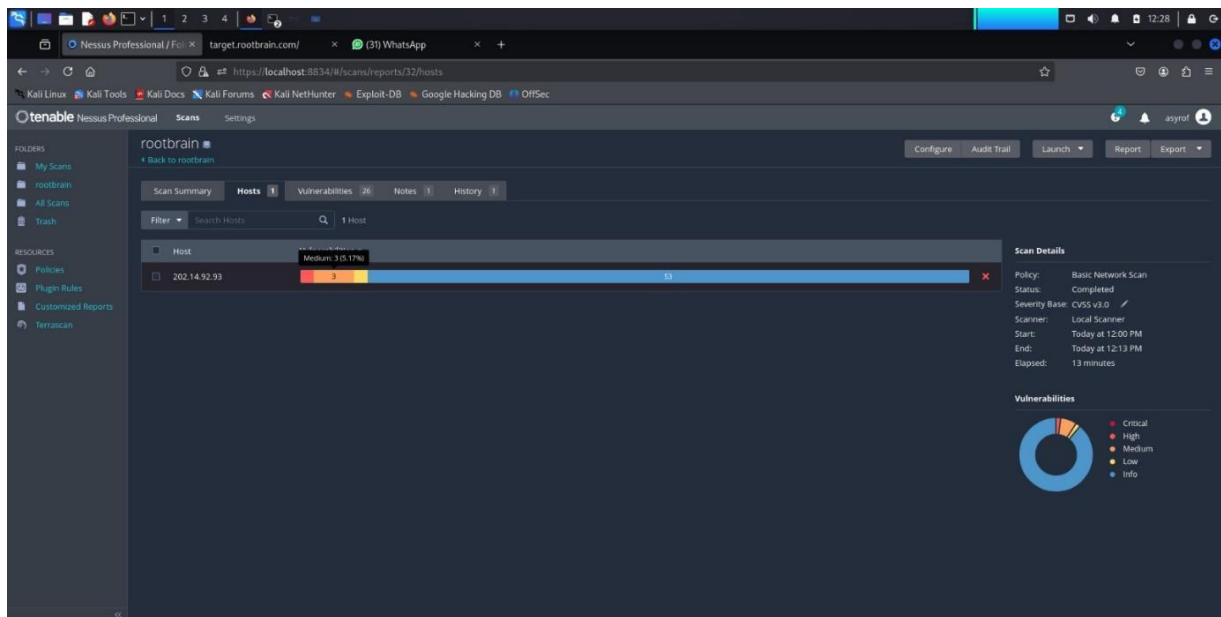 1 2 3 4
12:28
Nessus Professional / Fol
target.rootbrain.com/
(31) WhatsApp
https://localhost:8834/#/scans/reports/32/hosts
Kali Linux Kali Tools Kali Docs Kali Forums Kali NetHunter Exploit-DB Google Hacking DB OffSec
tenable Nessus Professional Scans Settings
asyrof
FOLDERS
My Scans
rootbrain
All Scans
Trash
RESOURCES
Policies
Plugin Rules
Customized Reports
Terrascan
rootbrain
Back to rootbrain
Configure Audit Trail Launch Report Export
Scan Summary Hosts 1 Vulnerabilities 26 Notes 1 History 1
Filter Search Hosts 1 Host
Host
Medium: 3 (5.17%)
202.14.92.93 3 53
Scan Details
Policy: Basic Network Scan
Status: Completed
Severity Base: CVSS v3.0
Scanner: Local Scanner
Start: Today at 12:00 PM
End: Today at 12:13 PM
Elapsed: 13 minutes
Vulnerabilities
Critical
High
Medium
Low
Info